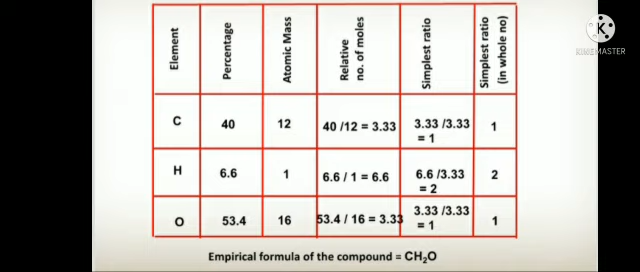 Element
Percentage
Atomic Mass
Relative
no. of moles
Simplest ratio
Simplest ratio
(in whole no)
C
40
12
40 /12 = 3.33
3.33 /3.33
= 1
1
H
6.6
1
6.6 / 1 = 6.6
6.6 /3.33
= 2
2
O
53.4
16
53.4 / 16 = 3.33
3.33 /3.33
= 1
1
Empirical formula of the compound = CH₂O
K
KINEMASTER